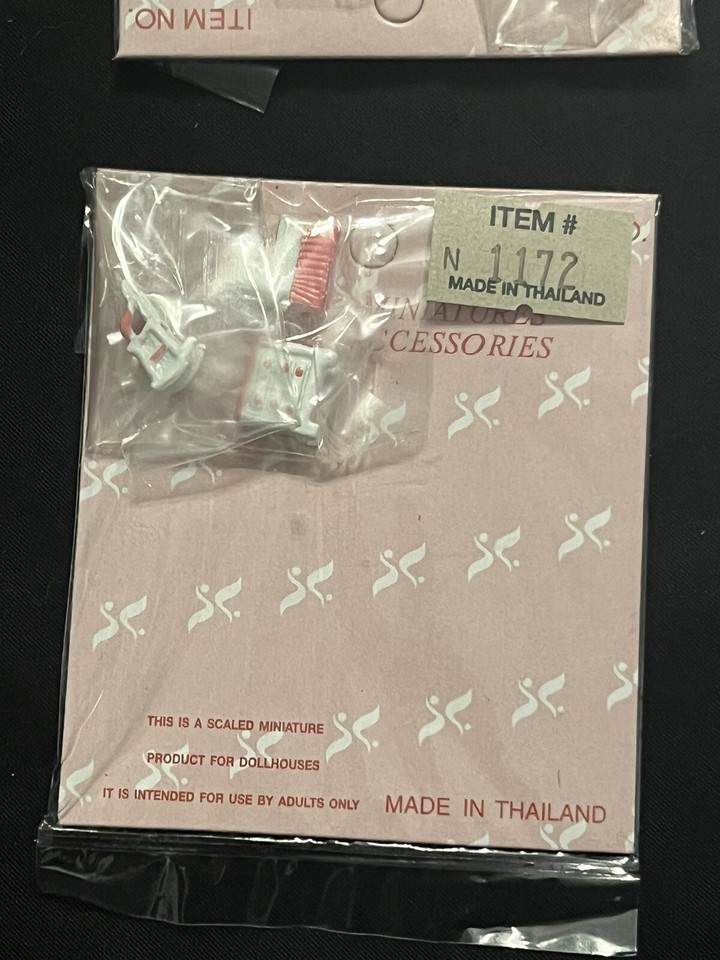 ITEM NO.
ITEM #
N 1172
MADE IN THAILAND
MINIATURES
ACCESSORIES
THIS IS A SCALED MINIATURE
PRODUCT FOR DOLLHOUSES
IT IS INTENDED FOR USE BY ADULTS ONLY
MADE IN THAILAND